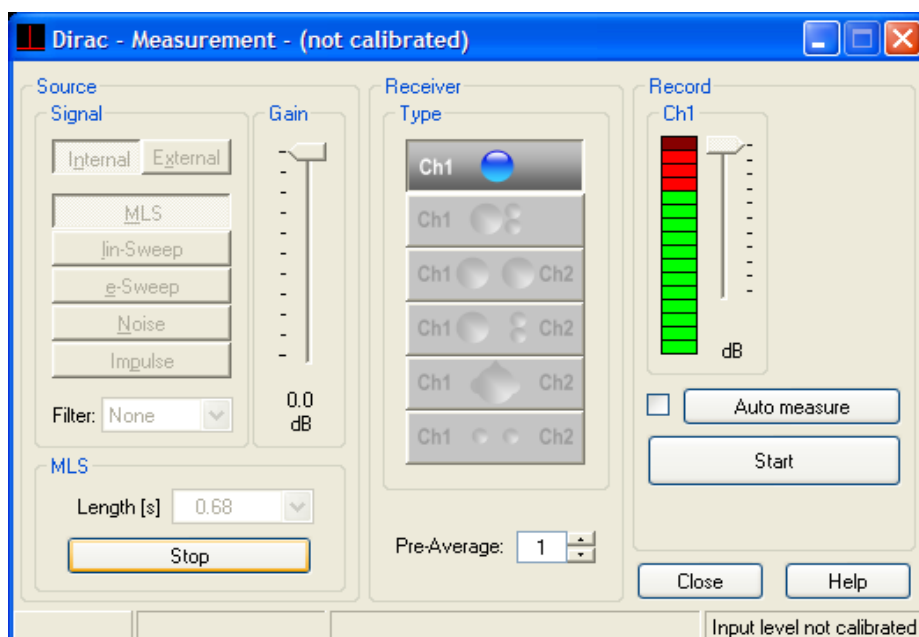 Dirac - Measurement - (not calibrated)
Source
Signal
Internal
External
MLS
lin-Sweep
e-Sweep
Noise
Impulse
Filter: None
Gain
0.0
dB
MLS
Length [s] 0.68
Stop
Receiver
Type
Ch1
Ch1
Ch1 Ch2
Ch1 Ch2
Ch1 Ch2
Ch1 Ch2
Pre-Average: 1
Record
Ch1
dB
Auto measure
Start
Close
Help
Input level not calibrated